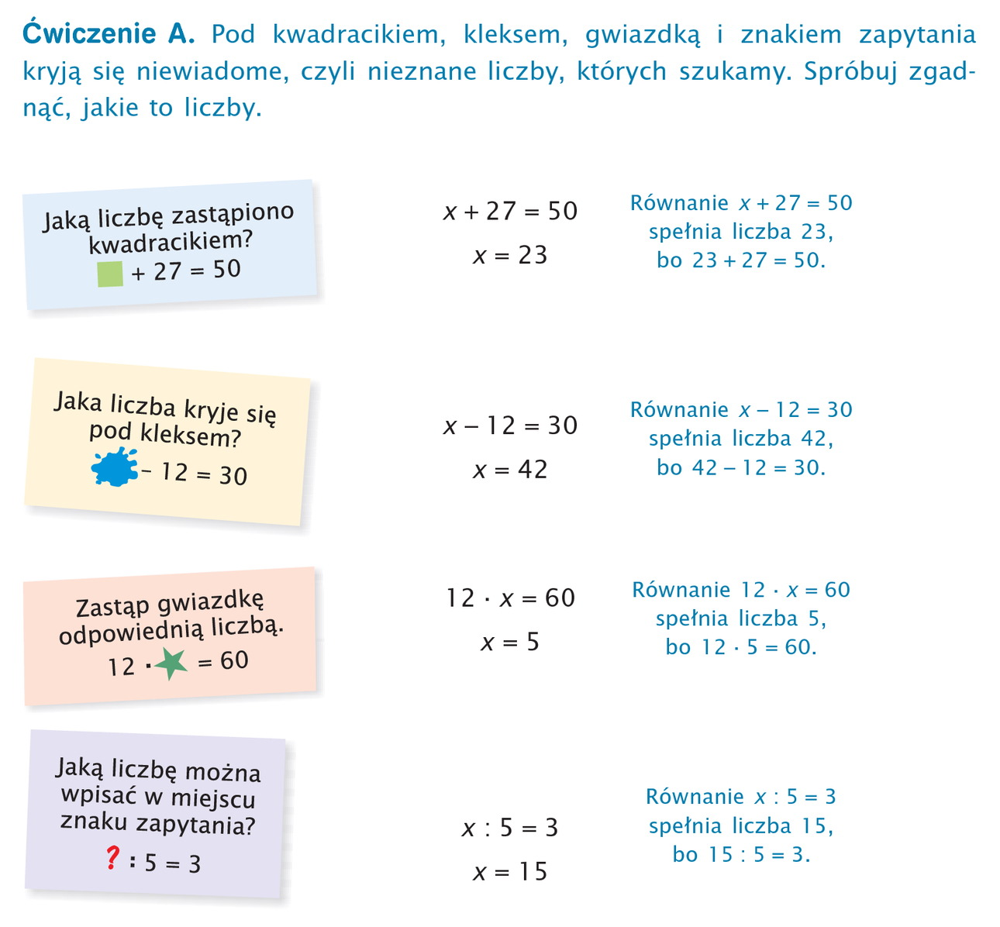 Ćwiczenie A. Pod kwadracikiem, kleksem, gwiazdką i znakiem zapytania
kryją się niewiadome, czyli nieznane liczby, których szukamy. Spróbuj zgad-
nąć, jakie to liczby.
Jaką liczbę zastąpiono
kwadracikiem?
+ 27 = 50
x + 27 = 50
x = 23
Równanie x + 27 = 50
spełnia liczba 23,
bo 23 + 27 = 50.
Jaka liczba kryje się
pod kleksem?
– 12 = 30
x – 12 = 30
x = 42
Równanie x – 12 = 30
spełnia liczba 42,
bo 42 – 12 = 30.
Zastąp gwiazdkę
odpowiednią liczbą.
12 · = 60
12 · x = 60
x = 5
Równanie 12 · x = 60
spełnia liczba 5,
bo 12 · 5 = 60.
Jaką liczbę można
wpisać w miejscu
znaku zapytania?
? : 5 = 3
x : 5 = 3
x = 15
Równanie x : 5 = 3
spełnia liczba 15,
bo 15 : 5 = 3.